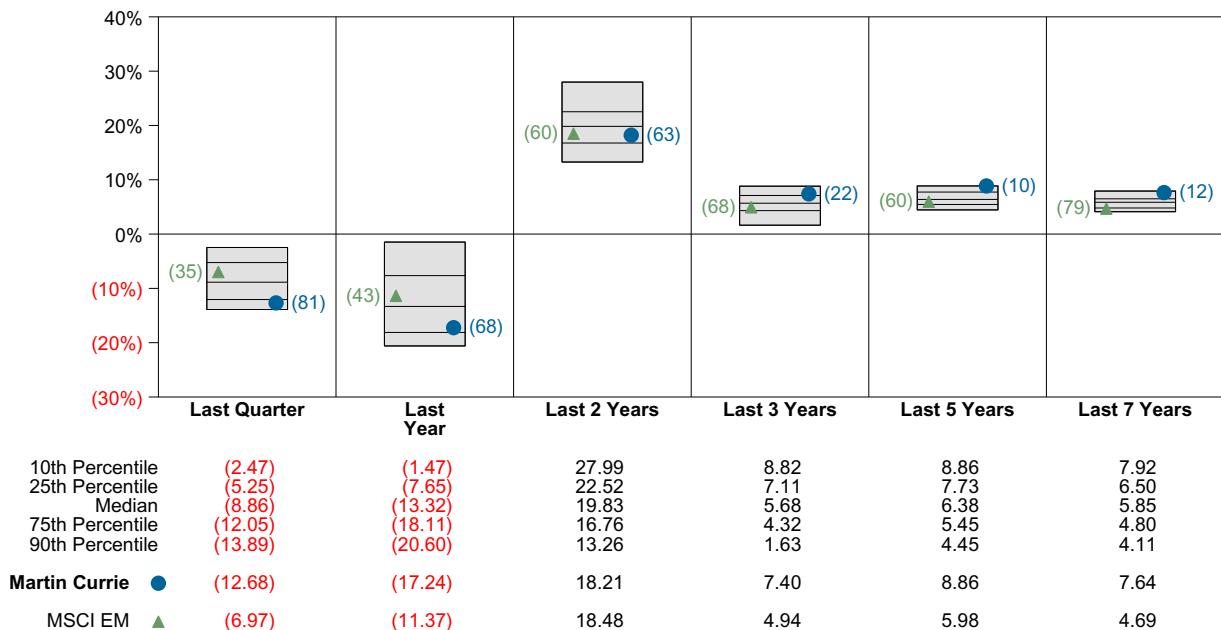 40%
30%
20%
10%
0%
(10%)
(20%)
(30%)
(35) (81)
(43) (68)
(60) (63)
(68) (22)
(60) (10)
(79) (12)
Last Quarter Last Last 2 Years Last 3 Years Last 5 Years Last 7 Years
Year
10th Percentile (2.47) (1.47) 27.99 8.82 8.86 7.92
25th Percentile (5.25) (7.65) 22.52 7.11 7.73 6.50
Median (8.86) (13.32) 19.83 5.68 6.38 5.85
75th Percentile (12.05) (18.11) 16.76 4.32 5.45 4.80
90th Percentile (13.89) (20.60) 13.26 1.63 4.45 4.11
Martin Currie (12.68) (17.24) 18.21 7.40 8.86 7.64
MSCI EM (6.97) (11.37) 18.48 4.94 5.98 4.69